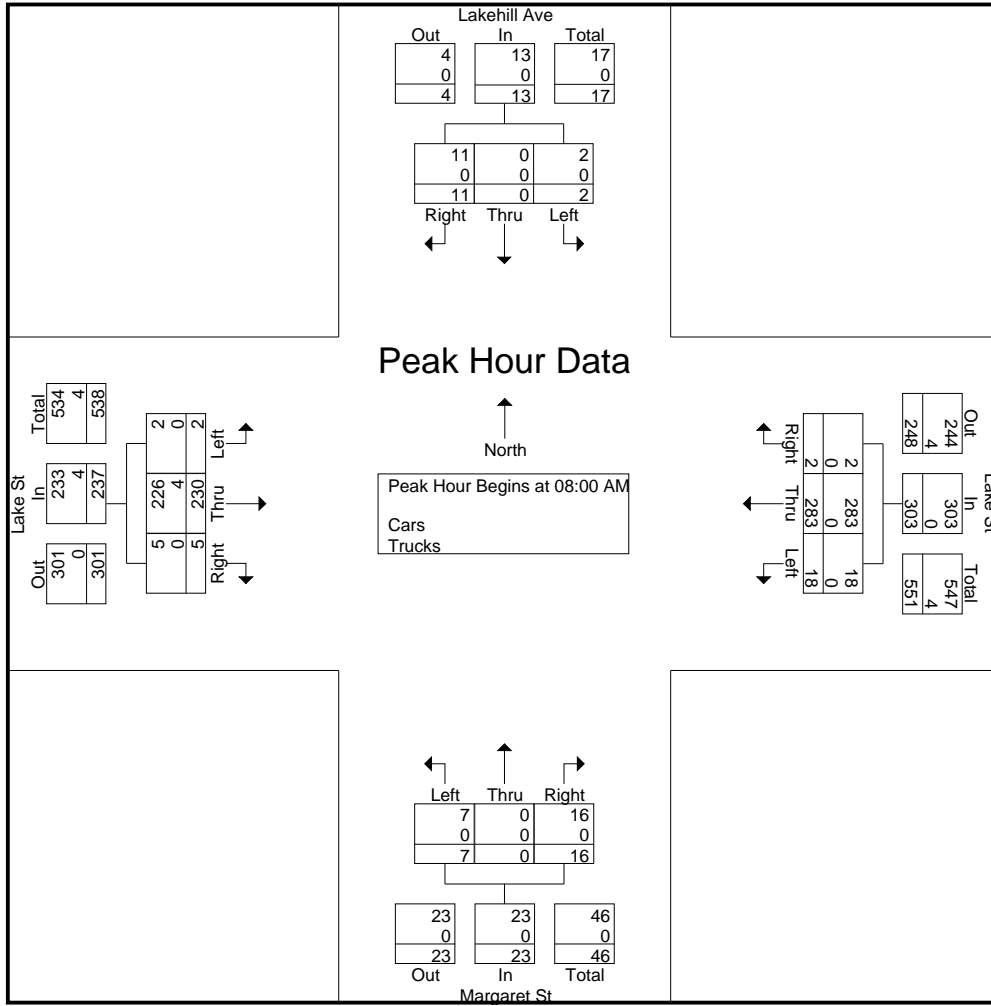 Lakehill Ave
Out In Total
4 13 17
0 0 0
4 13 17
11 0 2
0 0 0
11 0 2
Right Thru Left
Peak Hour Data
North
Peak Hour Begins at 08:00 AM
Cars
Trucks
Lake St
Total In Out
534 233 301
4 4 0
538 237 301
2 226 5
0 4 0
2 230 5
Left Thru Right
Lake St
Out In Total
244 303 547
4 0 4
248 303 551
2 283 18
0 0 0
2 283 18
Right Thru Left
Left Thru Right
7 0 16
0 0 0
7 0 16
23 23 46
0 0 0
23 23 46
Out In Total
Margaret St